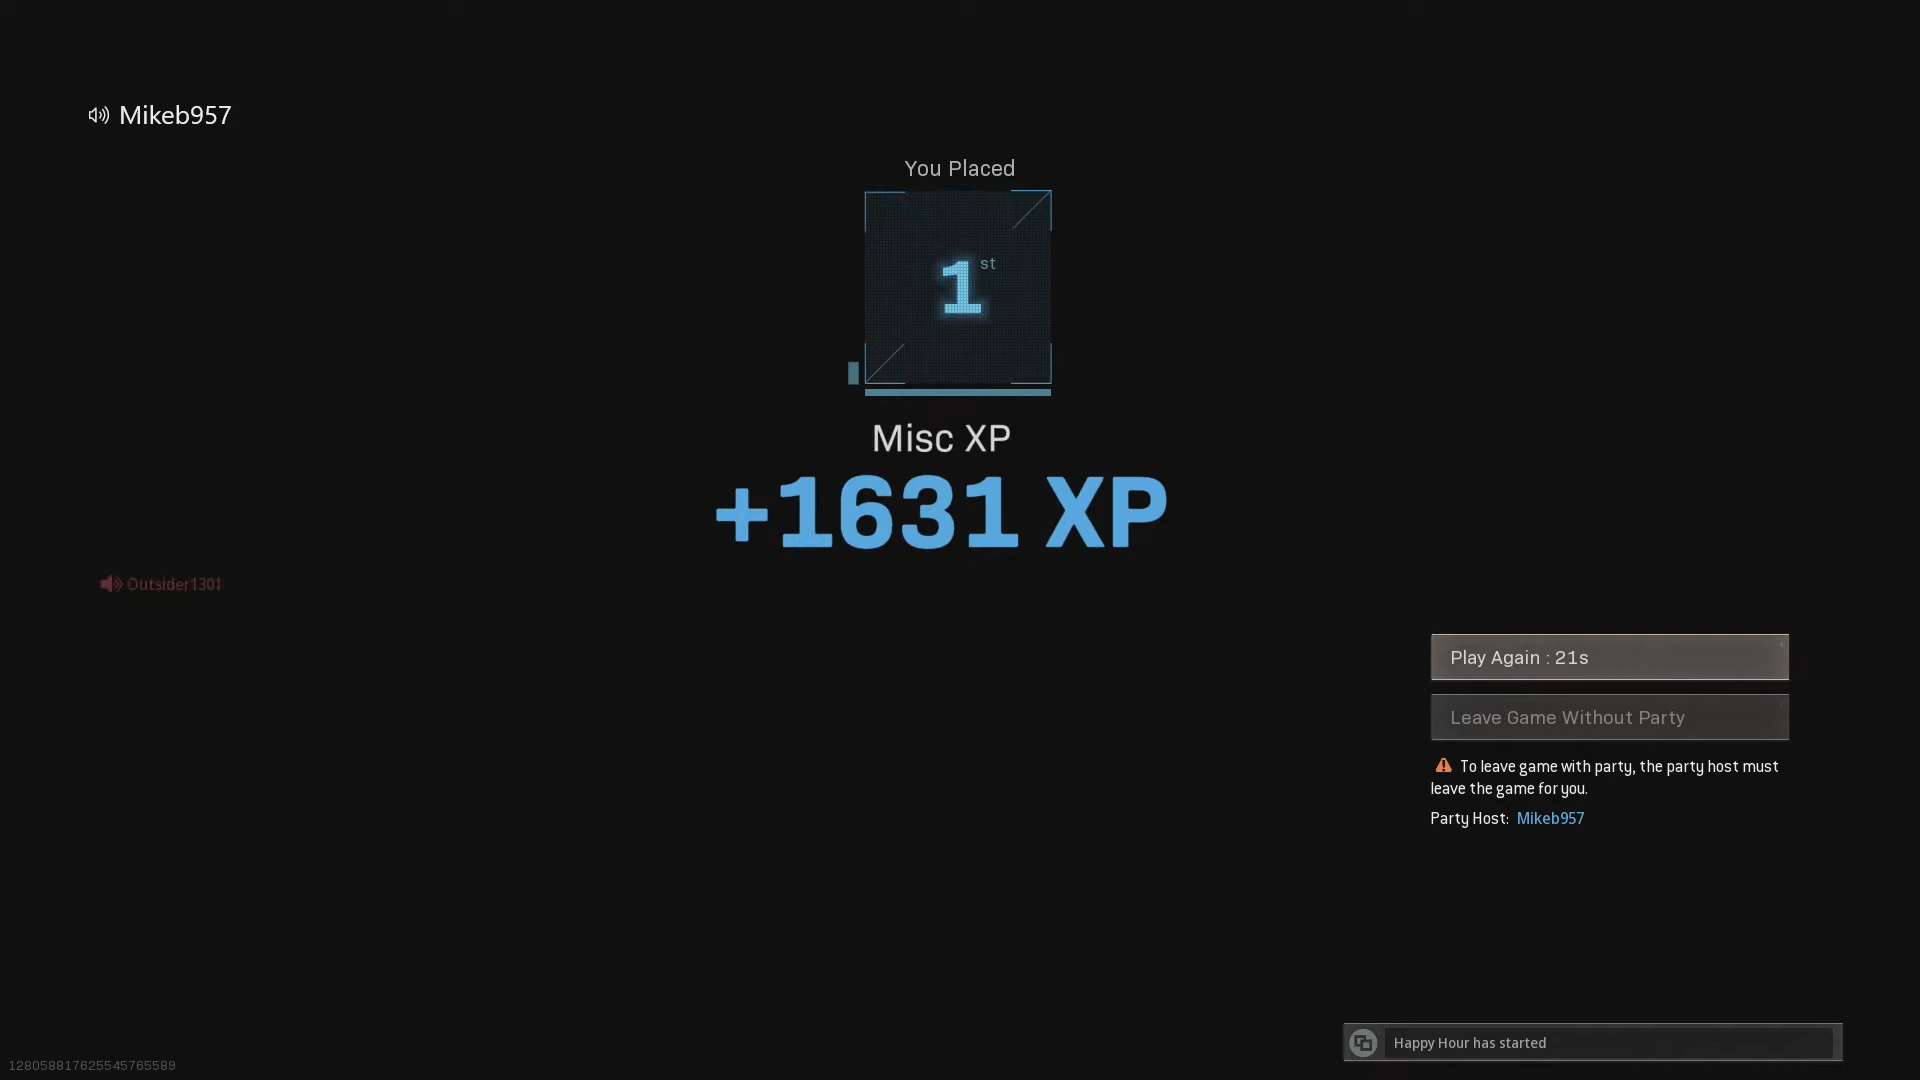 Mikeb957
You Placed
1st
Misc XP
+1631 XP
Outsider1301
Play Again : 21s
Leave Game Without Party
To leave game with party, the party host must
leave the game for you.
Party Host: Mikeb957
Happy Hour has started
128058817625545765589